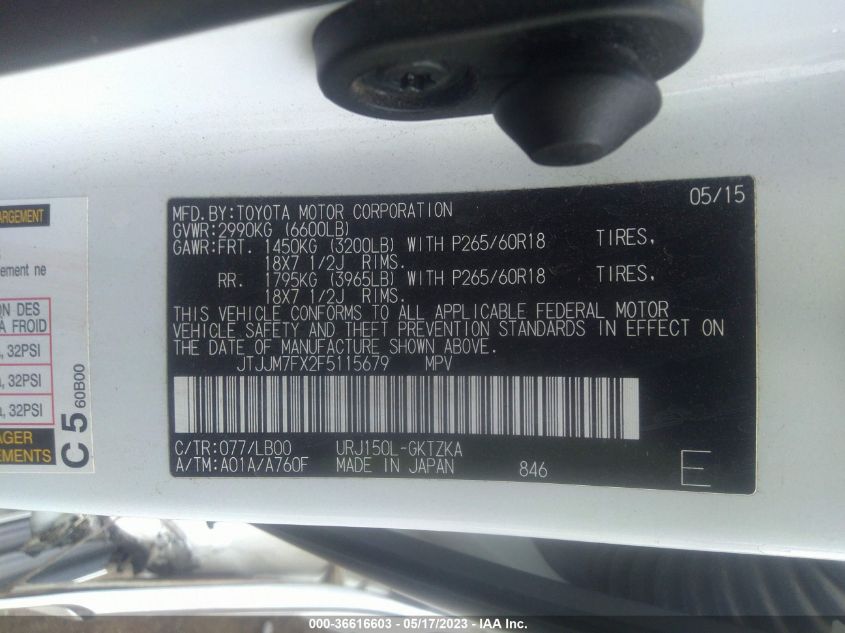 05/15
MFD.BY:TOYOTA MOTOR CORPORATION
GVWR:2990KG (6600LB)
GAWR:FRT. 1450KG (3200LB) WITH P265/60R18 TIRES,
18X7 1/2J RIMS.
RR. 1795KG (3965LB) WITH P265/60R18 TIRES,
18X7 1/2J RIMS.
THIS VEHICLE CONFORMS TO ALL APPLICABLE FEDERAL MOTOR
VEHICLE SAFETY AND THEFT PREVENTION STANDARDS IN EFFECT ON
THE DATE OF MANUFACTURE SHOWN ABOVE.
JTJJM7FX2F5115679 MPV
C/TR:077/LB00 URJ150L-GKTZKA
A/TM:A01A/A760F MADE IN JAPAN 846 E
ARGEMENT
ement ne
ON DES
À FROID
a, 32PSI
a, 32PSI
a, 32PSI
AGER
EMENTS
C5 60B00
000-36616603 - 05/17/2023 - IAA Inc.